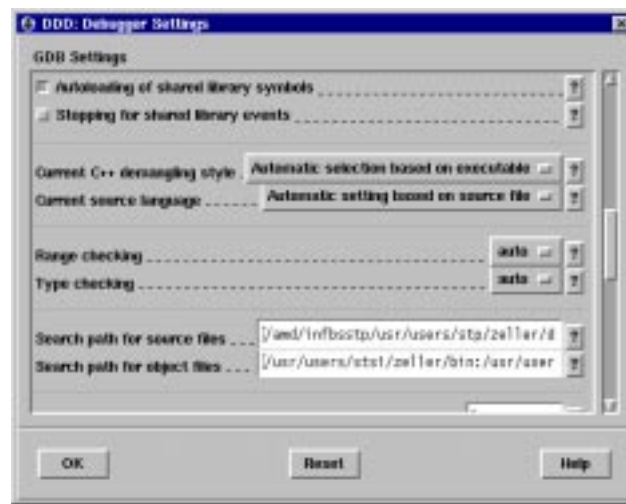 DDD: Debugger Settings
GDB Settings
Autoloading of shared library symbols ?
Stopping for shared library events ?
Current C++ demangling style Automatic selection based on executable ?
Current source language Automatic setting based on source file ?
Range checking auto ?
Type checking auto ?
Search path for source files /amd/infbsstp/usr/users/stp/zeller/d ?
Search path for object files /usr/users/sts1/zeller/bin:/usr/user ?
OK Reset Help